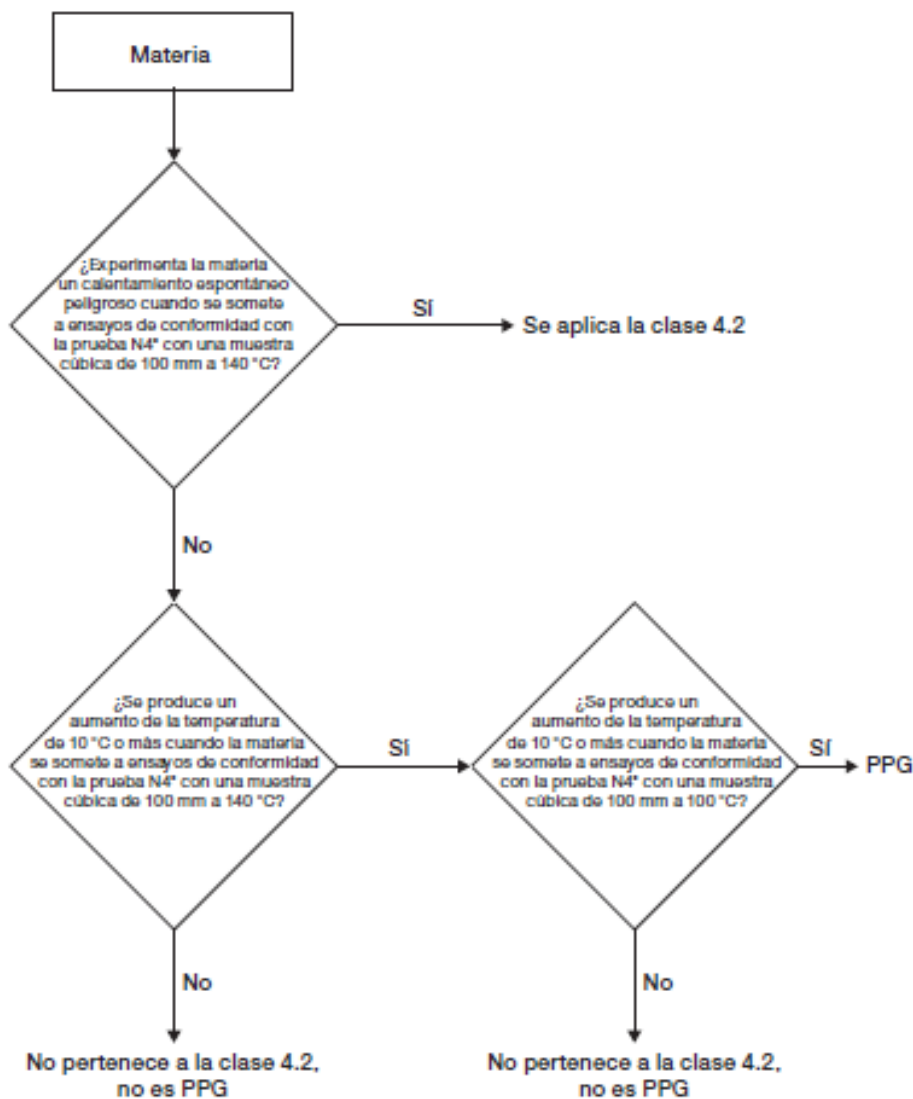 Materia
¿Experimenta la materia
un calentamiento espontáneo
peligroso cuando se somete
a ensayos de conformidad con
la prueba N4* con una muestra
cúbica de 100 mm a 140 °C?
Sí
Se aplica la clase 4.2
No
¿Se produce un
aumento de la temperatura
de 10 °C o más cuando la materia
se somete a ensayos de conformidad
con la prueba N4* con una muestra
cúbica de 100 mm a 140 °C?
Sí
¿Se produce un
aumento de la temperatura
de 10 °C o más cuando la materia
se somete a ensayos de conformidad
con la prueba N4* con una muestra
cúbica de 100 mm a 100 °C?
Sí
PPG
No
No
No pertenece a la clase 4.2,
no es PPG
No pertenece a la clase 4.2,
no es PPG